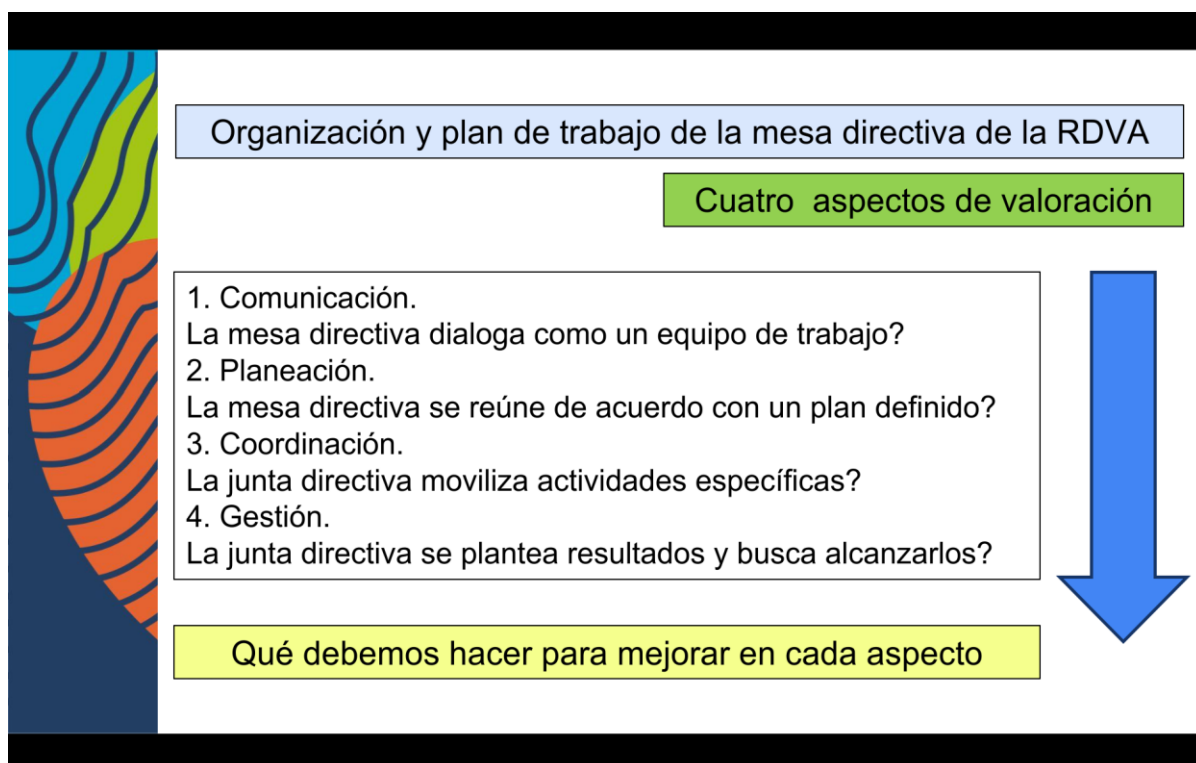 Organización y plan de trabajo de la mesa directiva de la RDVA
Cuatro aspectos de valoración
1. Comunicación.
La mesa directiva dialoga como un equipo de trabajo?
2. Planeación.
La mesa directiva se reúne de acuerdo con un plan definido?
3. Coordinación.
La junta directiva moviliza actividades específicas?
4. Gestión.
La junta directiva se plantea resultados y busca alcanzarlos?
Qué debemos hacer para mejorar en cada aspecto